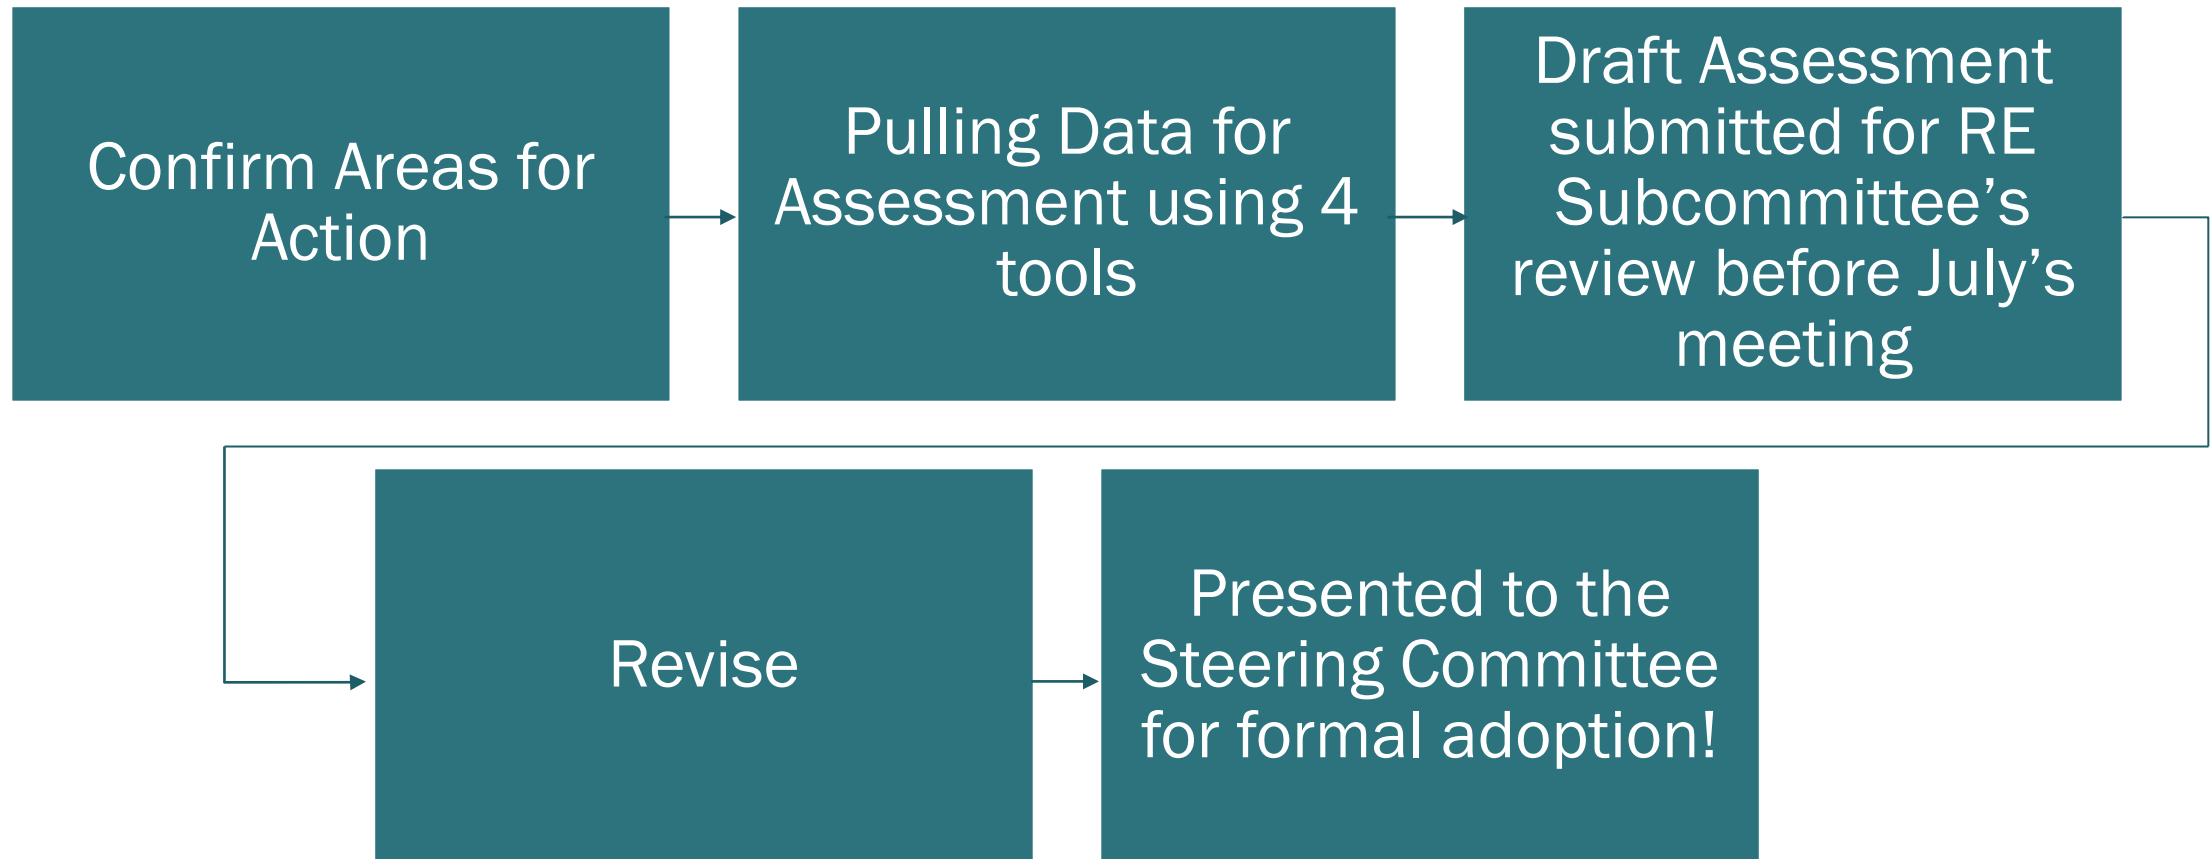 Confirm Areas for
Action
Pulling Data for
Assessment using 4
tools
Draft Assessment
submitted for RE
Subcommittee’s
review before July’s
meeting
Revise
Presented to the
Steering Committee
for formal adoption!